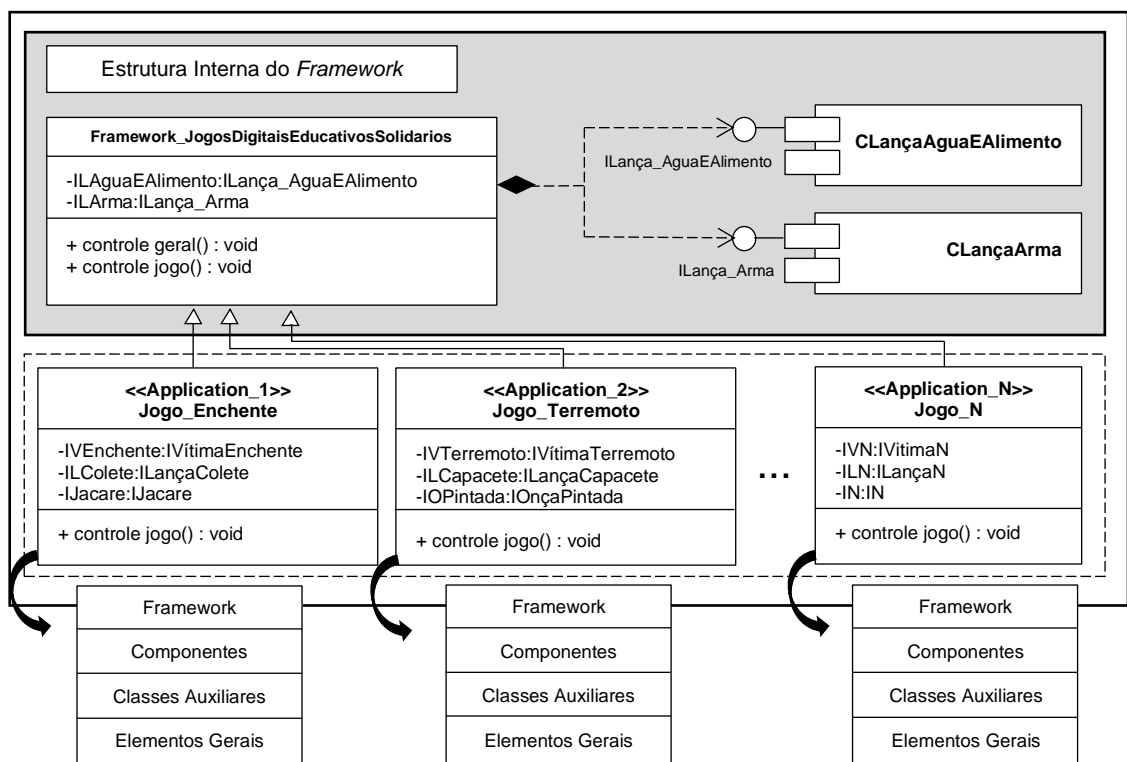 Estrutura Interna do Framework
Framework_JogosDigitaisEducativosSolidarios
-ILAguaEAlimento:ILança_AguaEAlimento
-ILArma:ILança_Arma
+ controle geral() : void
+ controle jogo() : void
ILança_AguaEAlimento
CLançaAguaEAlimento
ILança_Arma
CLançaArma
<<Application_1>>
Jogo_Enchente
-IVEnchente:IVítimaEnchente
-ILColete:ILançaColete
-IJacare:IJacare
+ controle jogo() : void
<<Application_2>>
Jogo_Terremoto
-IVTerremoto:IVítimaTerremoto
-ILCapacete:ILançaCapacete
-IOPintada:IOnçaPintada
+ controle jogo() : void
...
<<Application_N>>
Jogo_N
-IVN:IVitimaN
-ILN:ILançaN
-IN:IN
+ controle jogo() : void
Framework
Componentes
Classes Auxiliares
Elementos Gerais
Framework
Componentes
Classes Auxiliares
Elementos Gerais
Framework
Componentes
Classes Auxiliares
Elementos Gerais